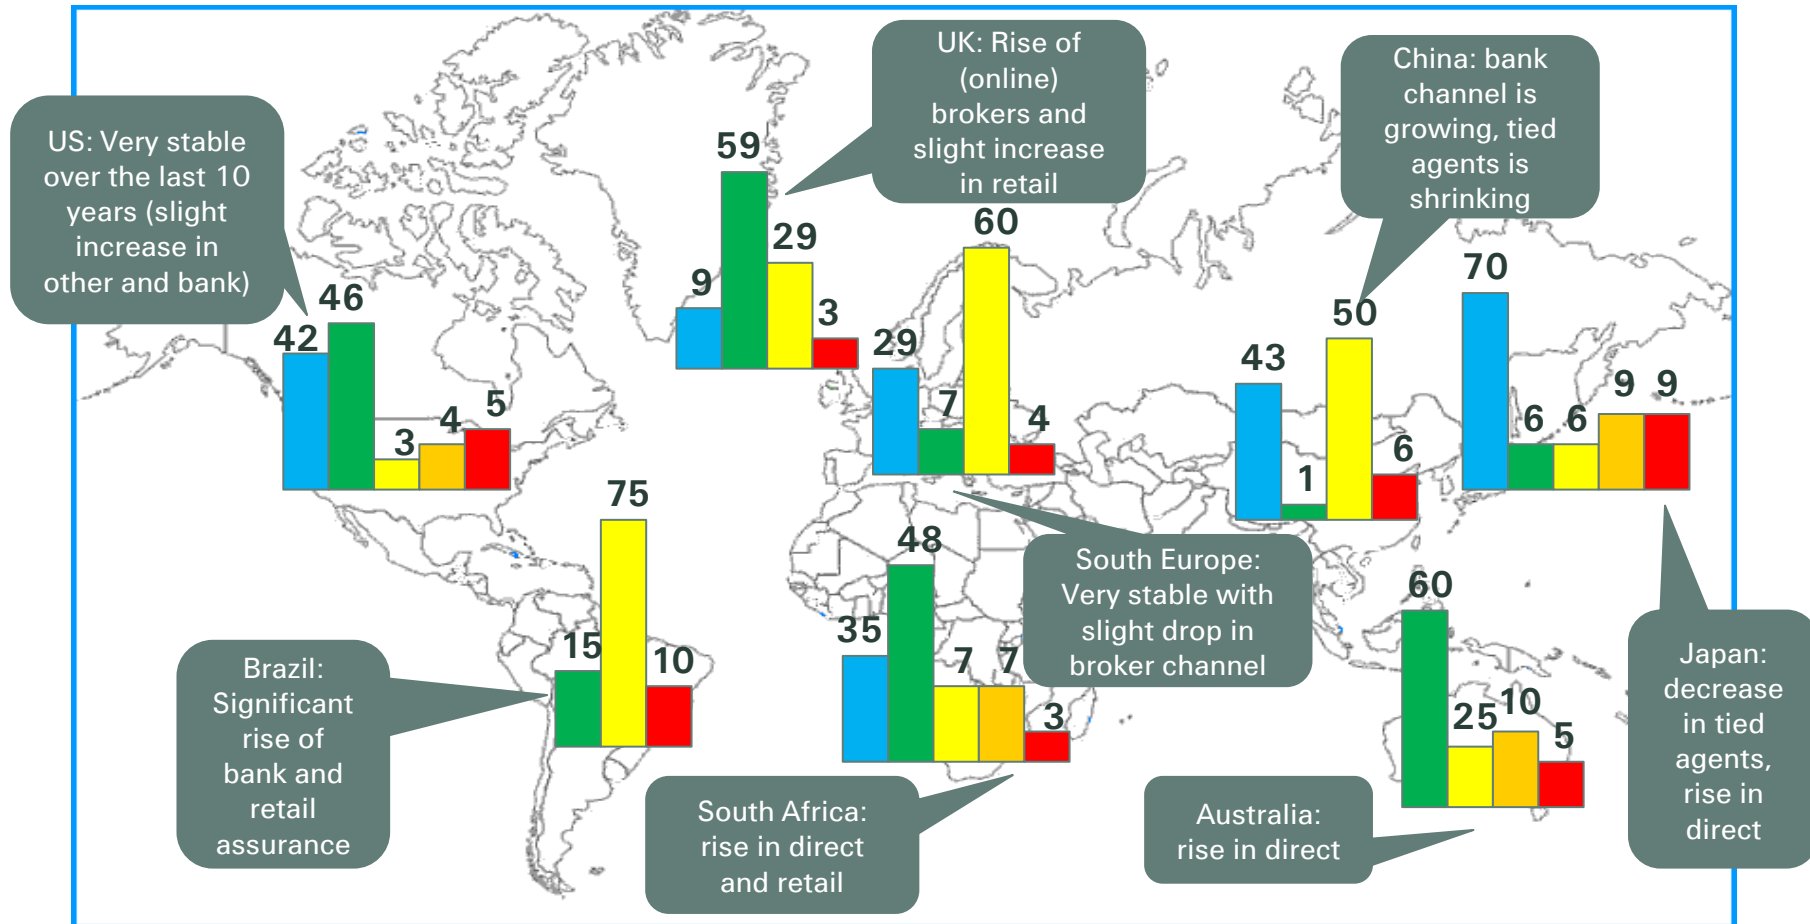 US: Very stable
over the last 10
years (slight
increase in
other and bank)
UK: Rise of
(online)
brokers and
slight increase
in retail
China: bank
channel is
growing, tied
agents is
shrinking
42
46
3
4
5
9
59
29
3
29
7
60
4
43
1
50
6
70
6
6
9
9
15
75
10
35
48
7
7
3
60
25
10
5
South Europe:
Very stable with
slight drop in
broker channel
Brazil:
Significant
rise of
bank and
retail
assurance
South Africa:
rise in direct
and retail
Australia:
rise in direct
Japan:
decrease
in tied
agents,
rise in
direct